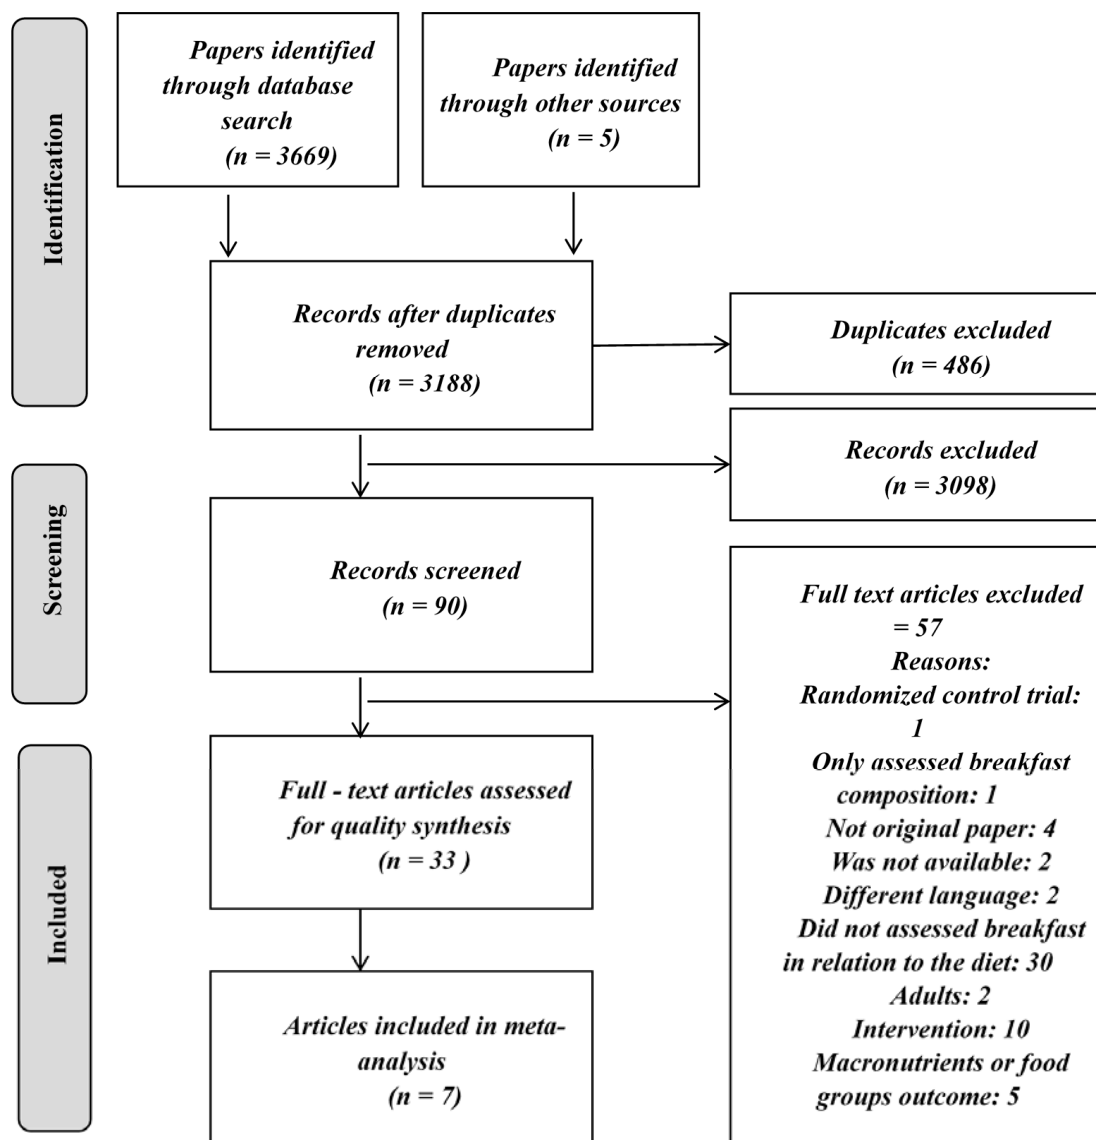 Identification
Papers identified
through database
search
(n = 3669)
Papers identified
through other sources
(n = 5)
Records after duplicates
removed
(n = 3188)
Duplicates excluded
(n = 486)
Records excluded
(n = 3098)
Screening
Records screened
(n = 90)
Full text articles excluded
= 57
Reasons:
Randomized control trial:
1
Only assessed breakfast
composition: 1
Not original paper: 4
Was not available: 2
Different language: 2
Did not assessed breakfast
in relation to the diet: 30
Adults: 2
Intervention: 10
Macronutrients or food
groups outcome: 5
Included
Full - text articles assessed
for quality synthesis
(n = 33 )
Articles included in meta-
analysis
(n = 7)